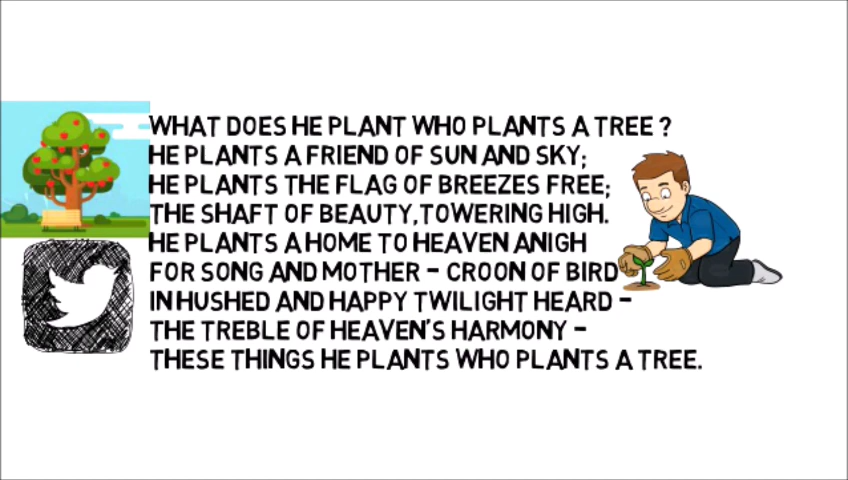 WHAT DOES HE PLANT WHO PLANTS A TREE ?
HE PLANTS A FRIEND OF SUN AND SKY;
HE PLANTS THE FLAG OF BREEZES FREE;
THE SHAFT OF BEAUTY,TOWERING HIGH.
HE PLANTS A HOME TO HEAVEN ANIGH
FOR SONG AND MOTHER - CROON OF BIRD
IN HUSHED AND HAPPY TWILIGHT HEARD -
THE TREBLE OF HEAVEN'S HARMONY -
THESE THINGS HE PLANTS WHO PLANTS A TREE.